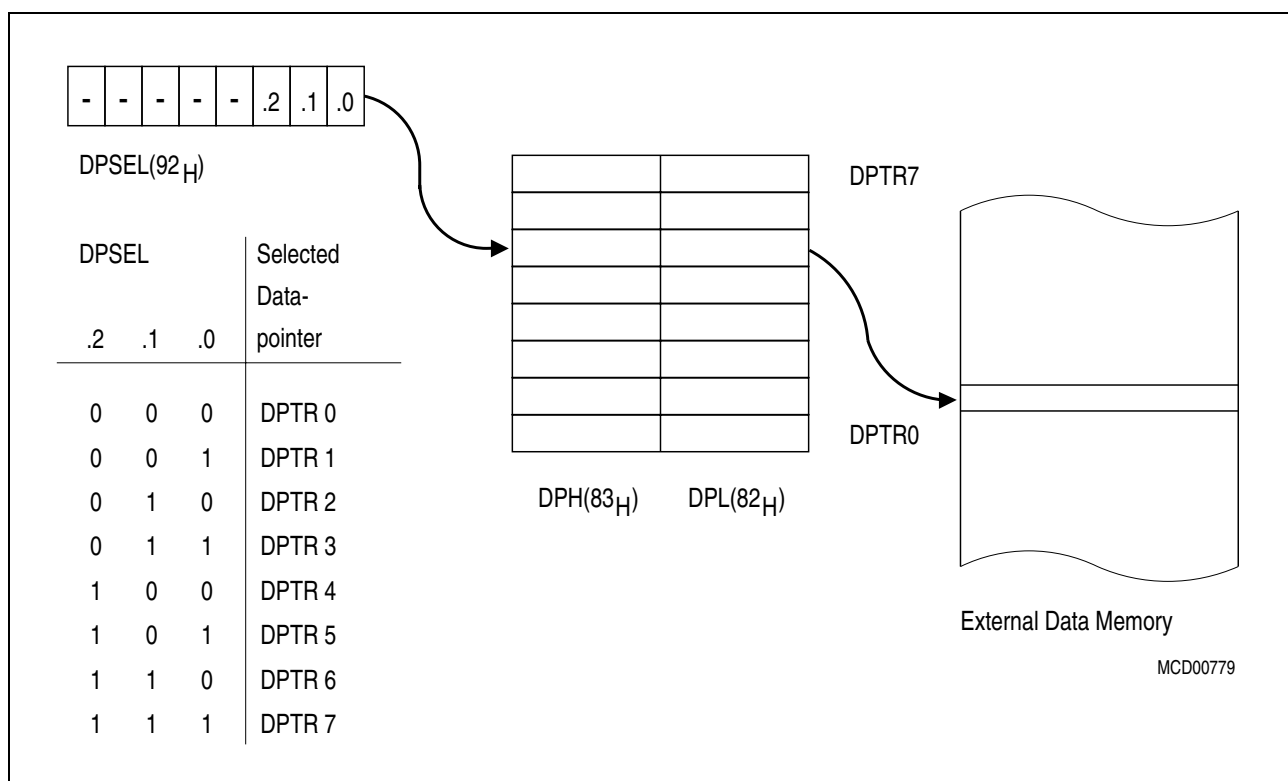 - - - - - .2 .1 .0
DPSEL(92H)
DPSEL Selected
Data-
.2 .1 .0 pointer
0 0 0 DPTR 0
0 0 1 DPTR 1
0 1 0 DPTR 2
0 1 1 DPTR 3
1 0 0 DPTR 4
1 0 1 DPTR 5
1 1 0 DPTR 6
1 1 1 DPTR 7
DPTR7
DPTR0
DPH(83H) DPL(82H)
External Data Memory
MCD00779